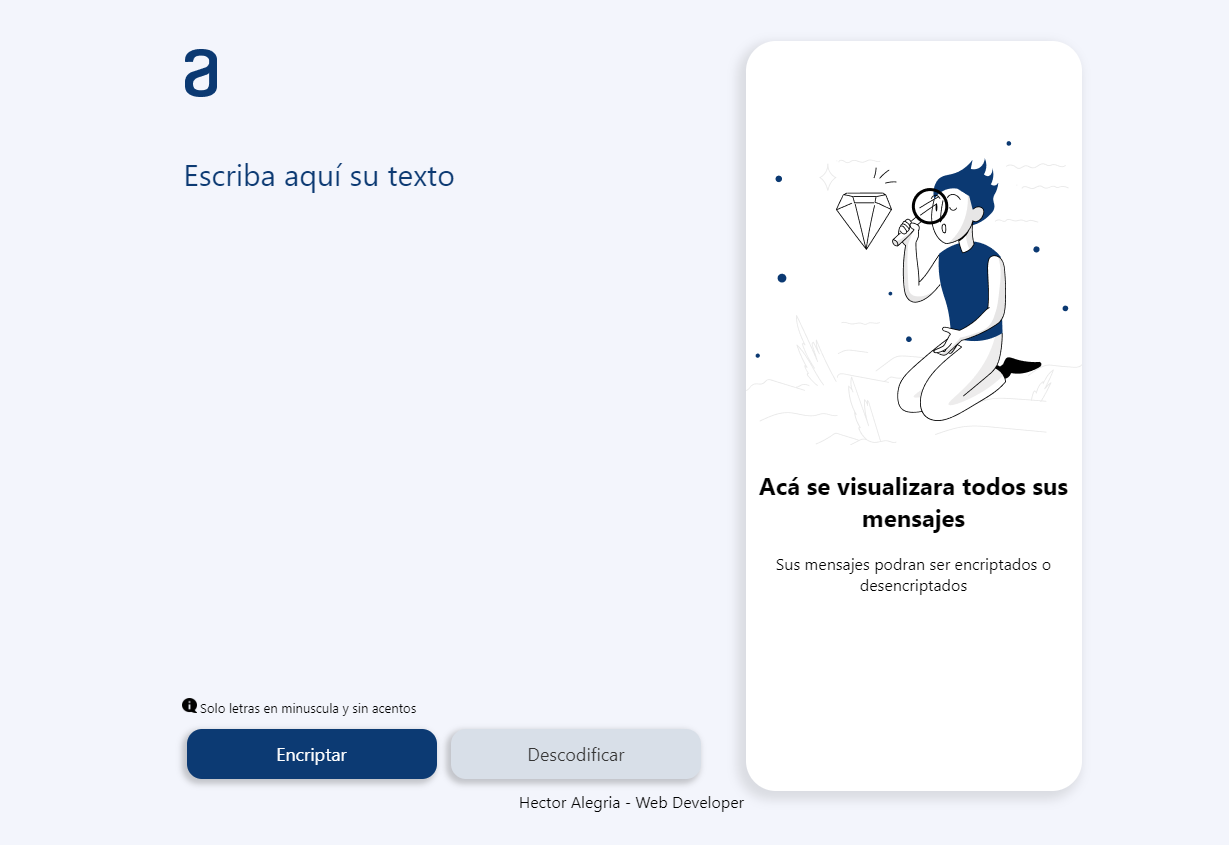 a
Escriba aquí su texto
Acá se visualizara todos sus
mensajes
Sus mensajes podran ser encriptados o
desencriptados
Solo letras en minuscula y sin acentos
Encriptar
Descodificar
Hector Alegria - Web Developer